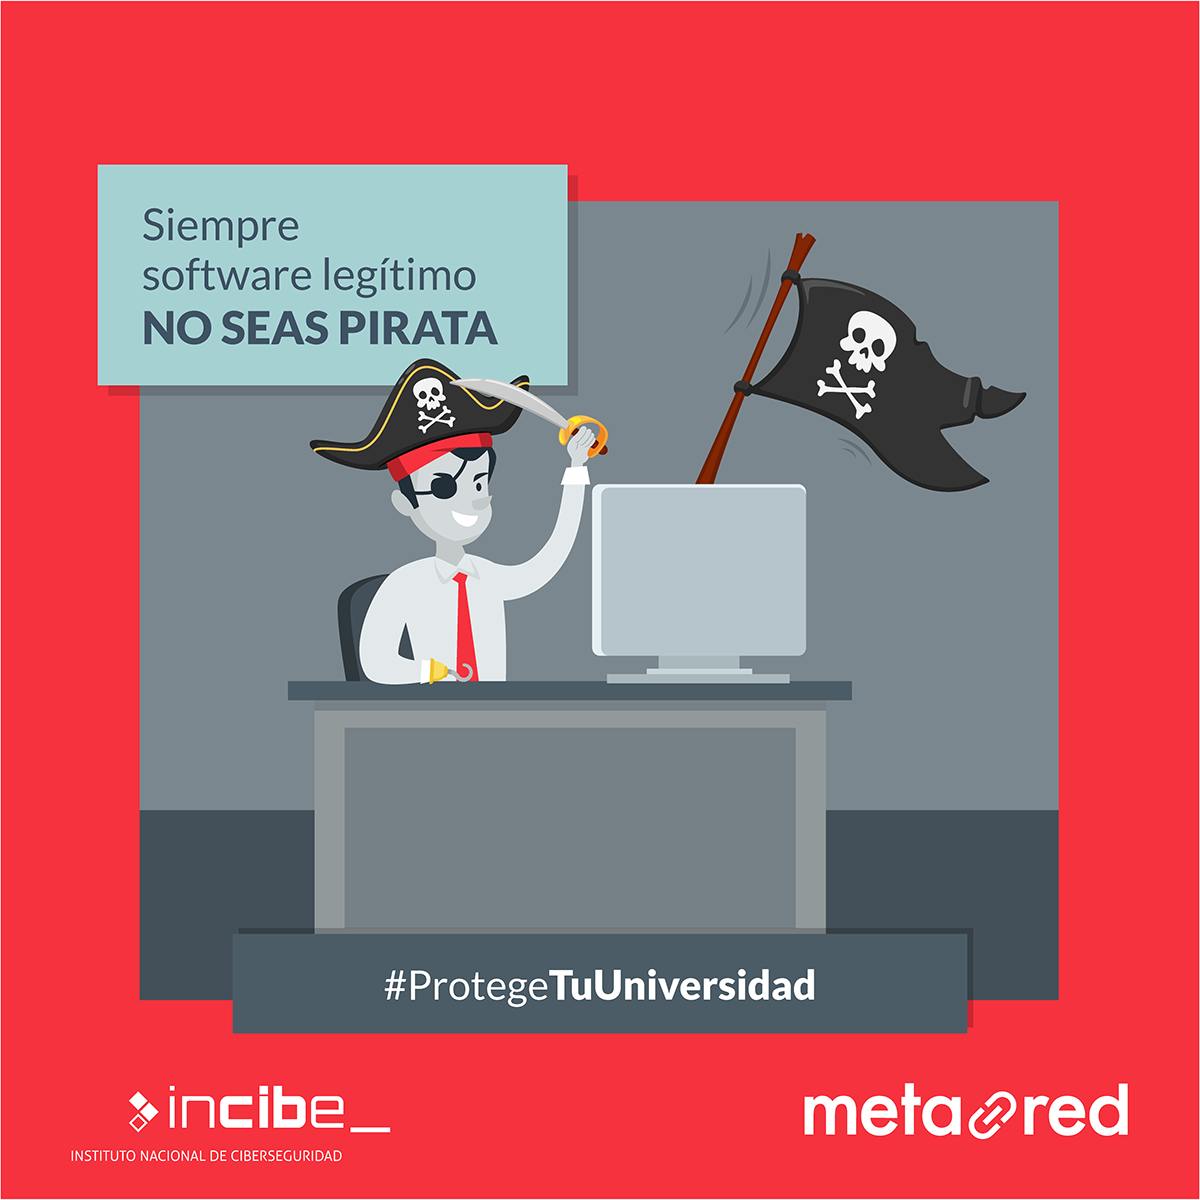 Siempre
software legítimo
NO SEAS PIRATA
#ProtegeTuUniversidad
incibe_
INSTITUTO NACIONAL DE CIBERSEGURIDAD
metared